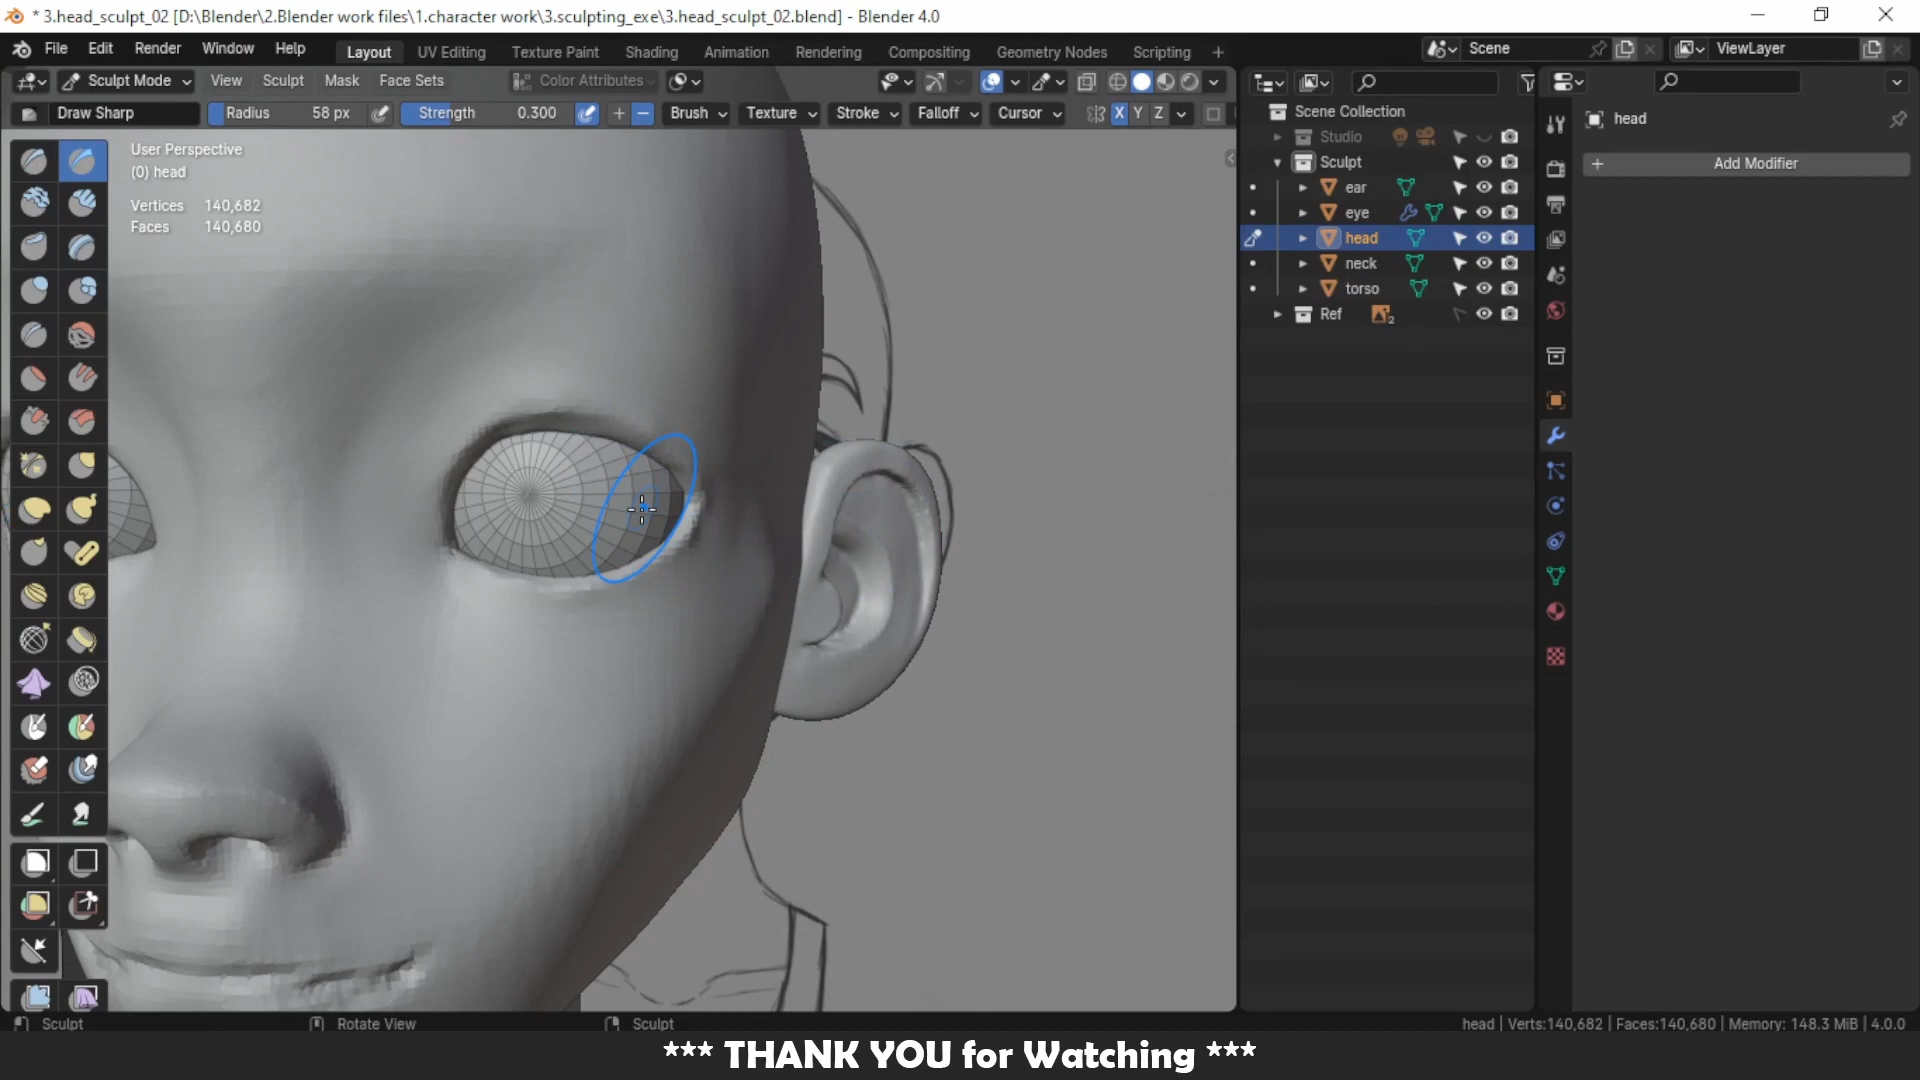 * 3.head_sculpt_02 [D:\Blender\2.Blender work files\1.character work\3.sculpting_exe\3.head_sculpt_02.blend] - Blender 4.0
File Edit Render Window Help Layout UV Editing Texture Paint Shading Animation Rendering Compositing Geometry Nodes Scripting + Scene ViewLayer
Sculpt Mode View Sculpt Mask Face Sets Color Attributes
Draw Sharp Radius 58 px Strength 0.300 Brush Texture Stroke Falloff Cursor X Y Z
User Perspective
(0) head
Vertices 140,682
Faces 140,680
Scene Collection
Studio
Sculpt
ear
eye
head
neck
torso
Ref 2
head
Add Modifier
Sculpt Rotate View Sculpt head | Verts:140,682 | Faces:140,680 | Memory: 148.3 MiB | 4.0.0
*** THANK YOU for Watching ***